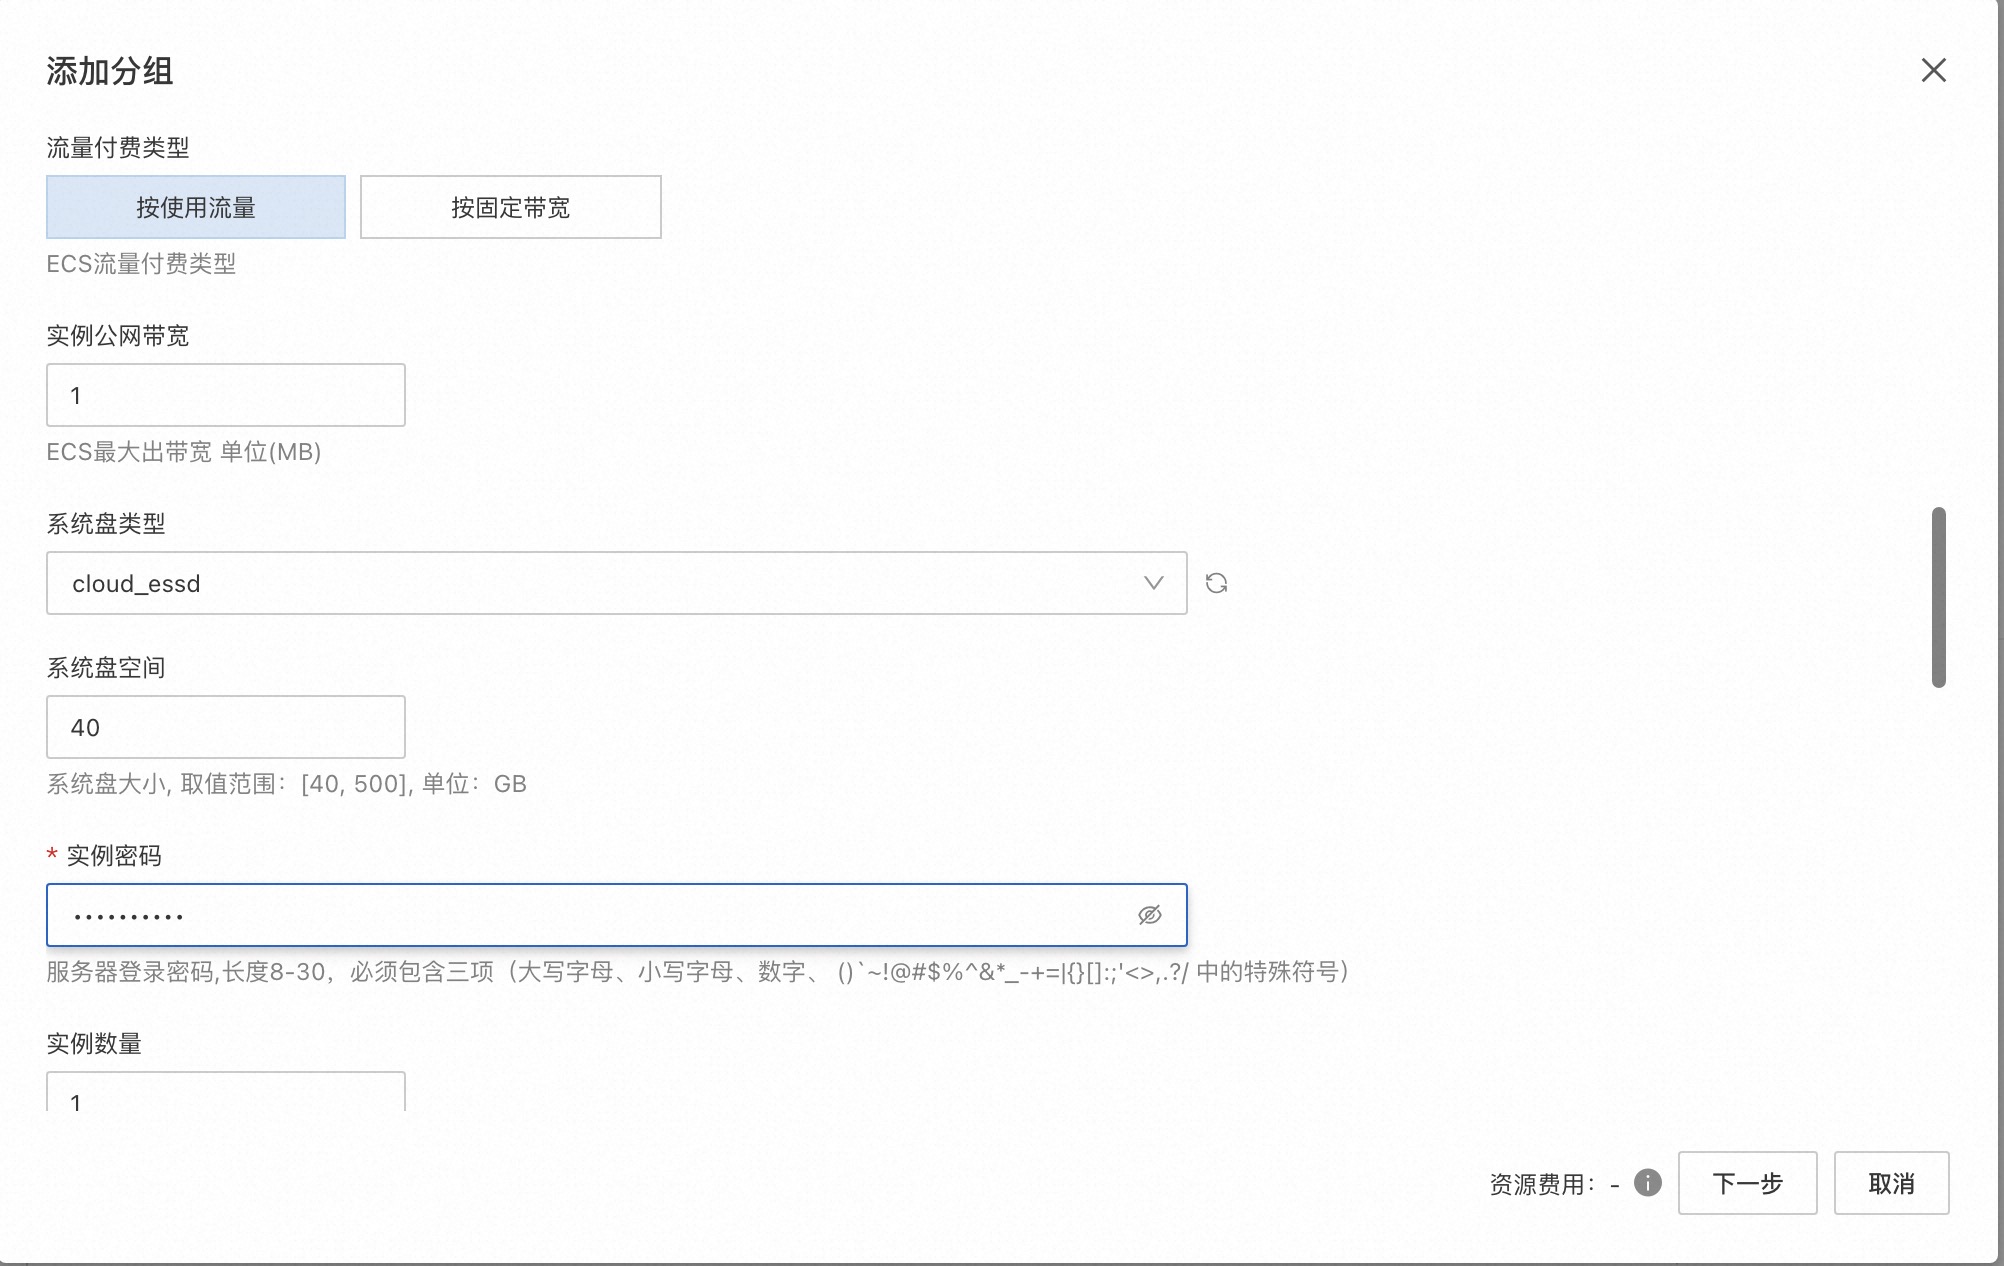 添加分组
流量付费类型
按使用流量 按固定带宽
ECS流量付费类型
实例公网带宽
1
ECS最大出带宽 单位(MB)
系统盘类型
cloud_essd
系统盘空间
40
系统盘大小, 取值范围：[40, 500], 单位：GB
* 实例密码
••••••••••
服务器登录密码,长度8-30，必须包含三项（大写字母、小写字母、数字、 ()`~!@#$%^&*_-+=|{}[]:;'<>,.?/ 中的特殊符号）
实例数量
1
资源费用：- 下一步 取消